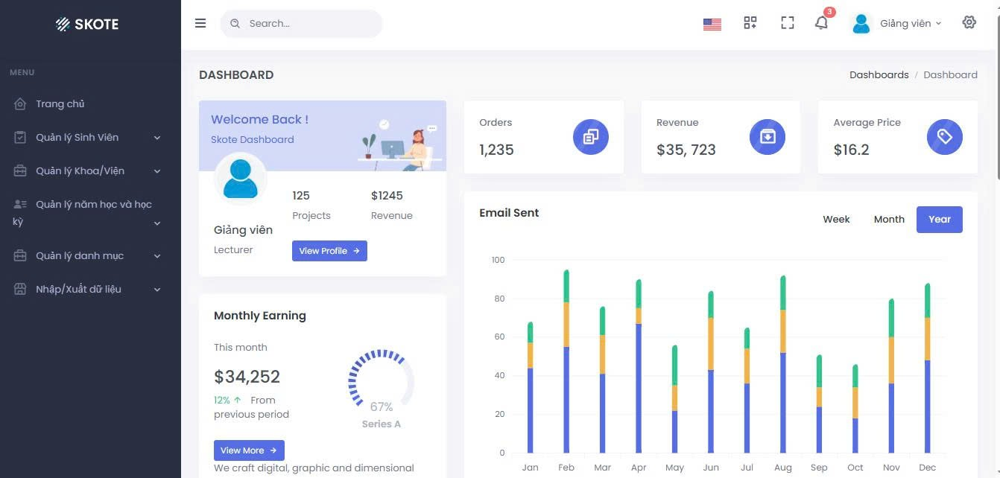 SKOTE
MENU
Trang chủ
Quản lý Sinh Viên
Quản lý Khoa/Viện
Quản lý năm học và học
kỳ
Quản lý danh mục
Nhập/Xuất dữ liệu
Search...
3
Giảng viên
DASHBOARD
Dashboards / Dashboard
Welcome Back !
Skote Dashboard
Giảng viên
Lecturer
125
Projects
$1245
Revenue
View Profile →
Orders
1,235
Revenue
$35, 723
Average Price
$16.2
Monthly Earning
This month
$34,252
12% ↑ From
previous period
67%
Series A
View More →
We craft digital, graphic and dimensional
Email Sent
Week Month Year
100
80
60
40
20
0
Jan Feb Mar Apr May Jun Jul Aug Sep Oct Nov Dec